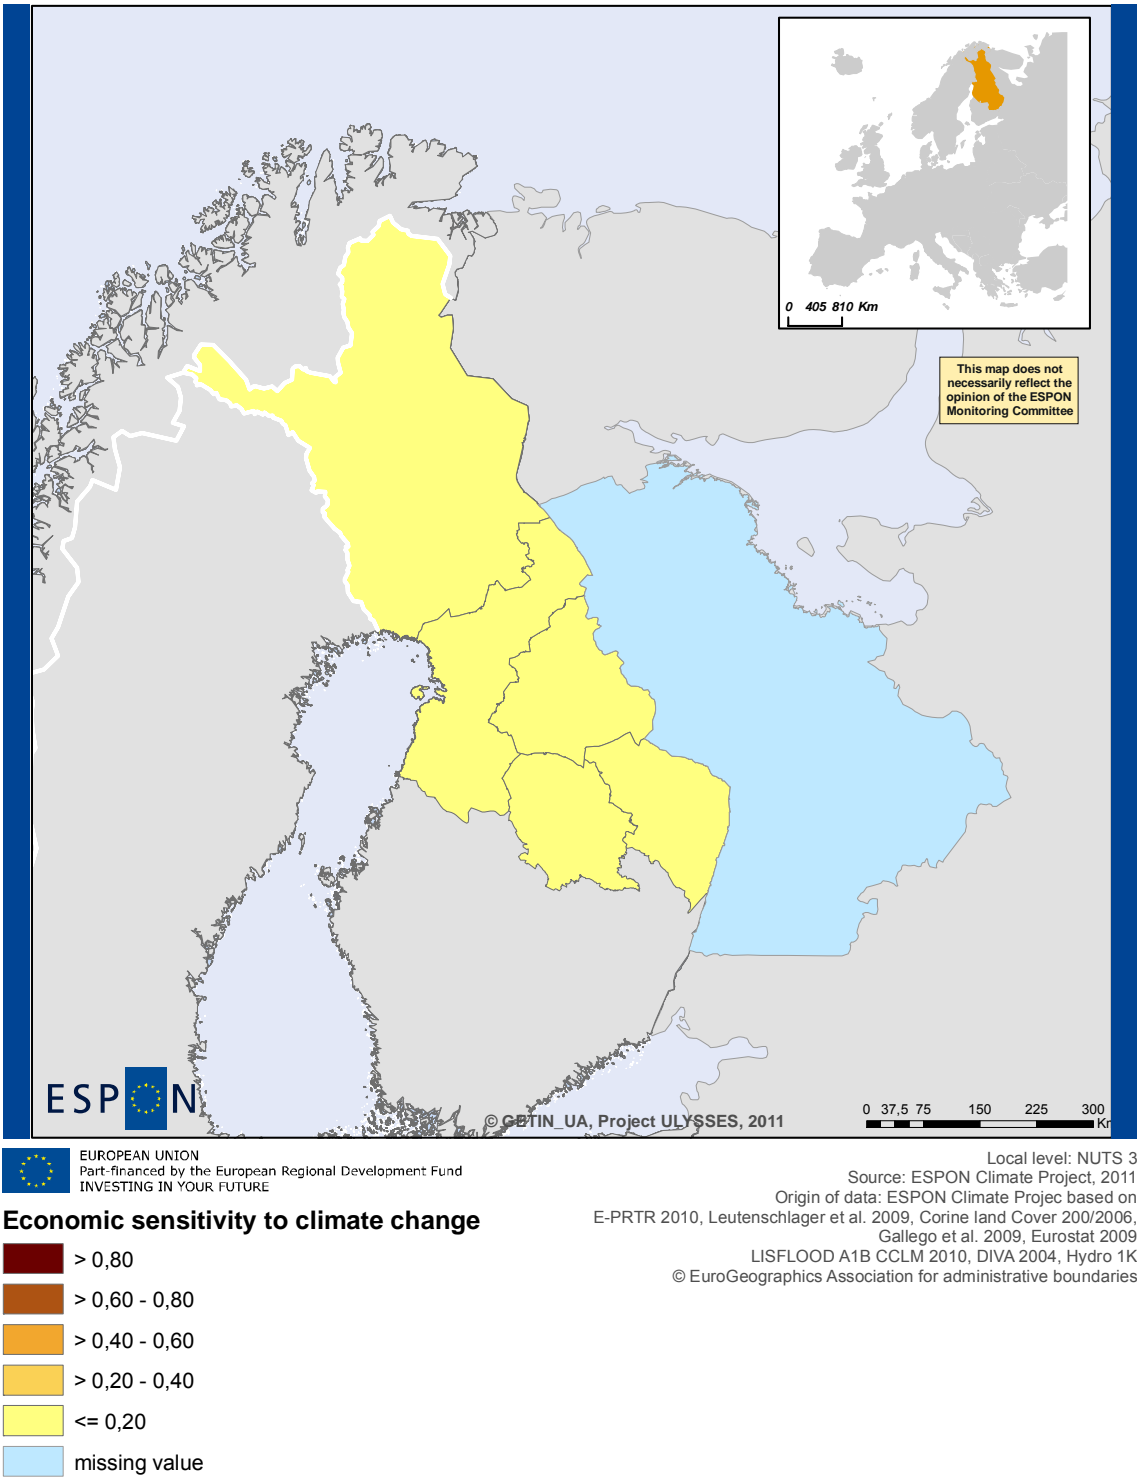 0 405 810 Km
This map does not
necessarily reflect the
opinion of the ESPON
Monitoring Committee
ESPON
© GETIN_UA, Project ULYSSES, 2011
0 37,5 75 150 225 300
Km
EUROPEAN UNION
Part-financed by the European Regional Development Fund
INVESTING IN YOUR FUTURE
Local level: NUTS 3
Source: ESPON Climate Project, 2011
Origin of data: ESPON Climate Projec based on
E-PRTR 2010, Leutenschlager et al. 2009, Corine land Cover 200/2006,
Gallego et al. 2009, Eurostat 2009
LISFLOOD A1B CCLM 2010, DIVA 2004, Hydro 1K
© EuroGeographics Association for administrative boundaries
Economic sensitivity to climate change
> 0,80
> 0,60 - 0,80
> 0,40 - 0,60
> 0,20 - 0,40
<= 0,20
missing value